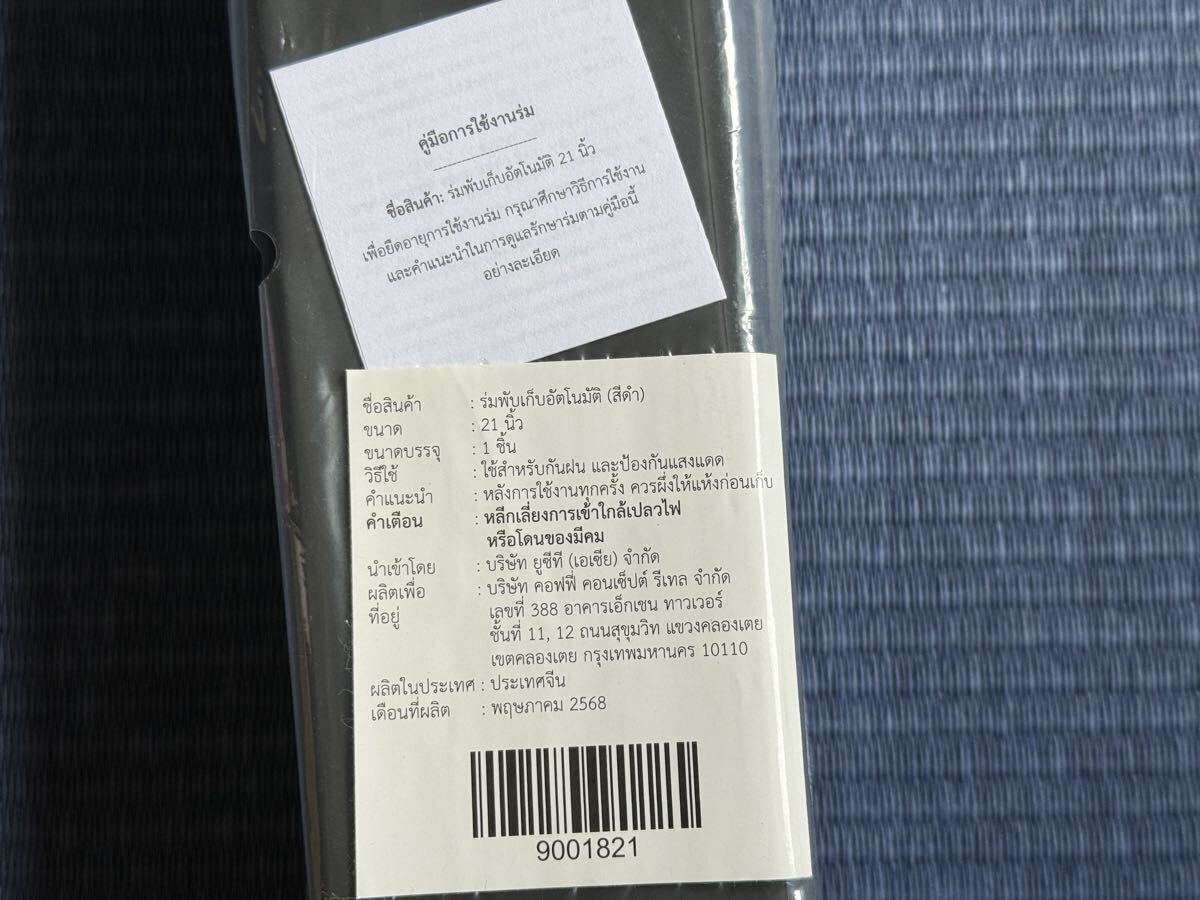 คู่มือการใช้งานร่ม
ชื่อสินค้า: ร่มพับเก็บอัตโนมัติ 21 นิ้ว
เพื่อยืดอายุการใช้งานร่ม กรุณาศึกษาวิธีการใช้งาน
และคำแนะนำในการดูแลรักษาร่มตามคู่มือนี้
อย่างละเอียด
ชื่อสินค้า : ร่มพับเก็บอัตโนมัติ (สีดำ)
ขนาด : 21 นิ้ว
ขนาดบรรจุ : 1 ชิ้น
วิธีใช้ : ใช้สำหรับกันฝน และป้องกันแสงแดด
คำแนะนำ : หลังการใช้งานทุกครั้ง ควรผึ่งให้แห้งก่อนเก็บ
คำเตือน : หลีกเลี่ยงการเข้าใกล้เปลวไฟ
หรือโดนของมีคม
นำเข้าโดย : บริษัท ยูซีที (เอเซีย) จำกัด
ผลิตเพื่อ : บริษัท คอฟฟี่ คอนเซ็ปต์ รีเทล จำกัด
ที่อยู่ เลขที่ 388 อาคารเอ็กเชน ทาวเวอร์
ชั้นที่ 11, 12 ถนนสุขุมวิท แขวงคลองเตย
เขตคลองเตย กรุงเทพมหานคร 10110
ผลิตในประเทศ : ประเทศจีน
เดือนที่ผลิต : พฤษภาคม 2568
9001821